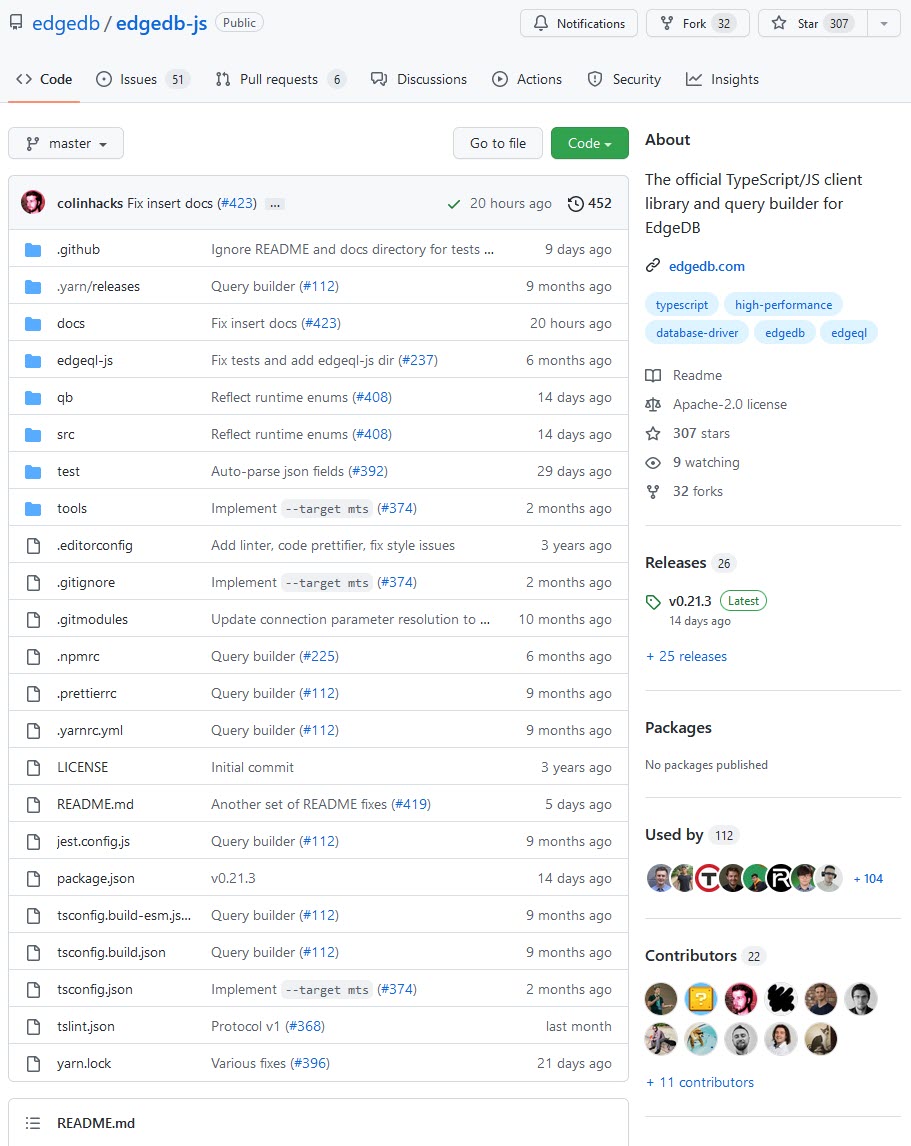 edgedb / edgedb-js Public
Notifications Fork 32 Star 307
Code Issues 51 Pull requests 6 Discussions Actions Security Insights
master Go to file Code
colinhacks Fix insert docs (#423) ... 20 hours ago 452
.github Ignore README and docs directory for tests ... 9 days ago
.yarn/releases Query builder (#112) 9 months ago
docs Fix insert docs (#423) 20 hours ago
edgeql-js Fix tests and add edgeql-js dir (#237) 6 months ago
qb Reflect runtime enums (#408) 14 days ago
src Reflect runtime enums (#408) 14 days ago
test Auto-parse json fields (#392) 29 days ago
tools Implement --target mts (#374) 2 months ago
.editorconfig Add linter, code prettifier, fix style issues 3 years ago
.gitignore Implement --target mts (#374) 2 months ago
.gitmodules Update connection parameter resolution to ... 10 months ago
.npmrc Query builder (#225) 6 months ago
.prettierrc Query builder (#112) 9 months ago
.yarnrc.yml Query builder (#112) 9 months ago
LICENSE Initial commit 3 years ago
README.md Another set of README fixes (#419) 5 days ago
jest.config.js Query builder (#112) 9 months ago
package.json v0.21.3 14 days ago
tsconfig.build-esm.js... Query builder (#112) 9 months ago
tsconfig.build.json Query builder (#112) 9 months ago
tsconfig.json Implement --target mts (#374) 2 months ago
tslint.json Protocol v1 (#368) last month
yarn.lock Various fixes (#396) 21 days ago
README.md
About
The official TypeScript/JS client
library and query builder for
EdgeDB
edgedb.com
typescript high-performance
database-driver edgedb edgeql
Readme
Apache-2.0 license
307 stars
9 watching
32 forks
Releases 26
v0.21.3 Latest
14 days ago
+ 25 releases
Packages
No packages published
Used by 112
T R + 104
Contributors 22
?
+ 11 contributors